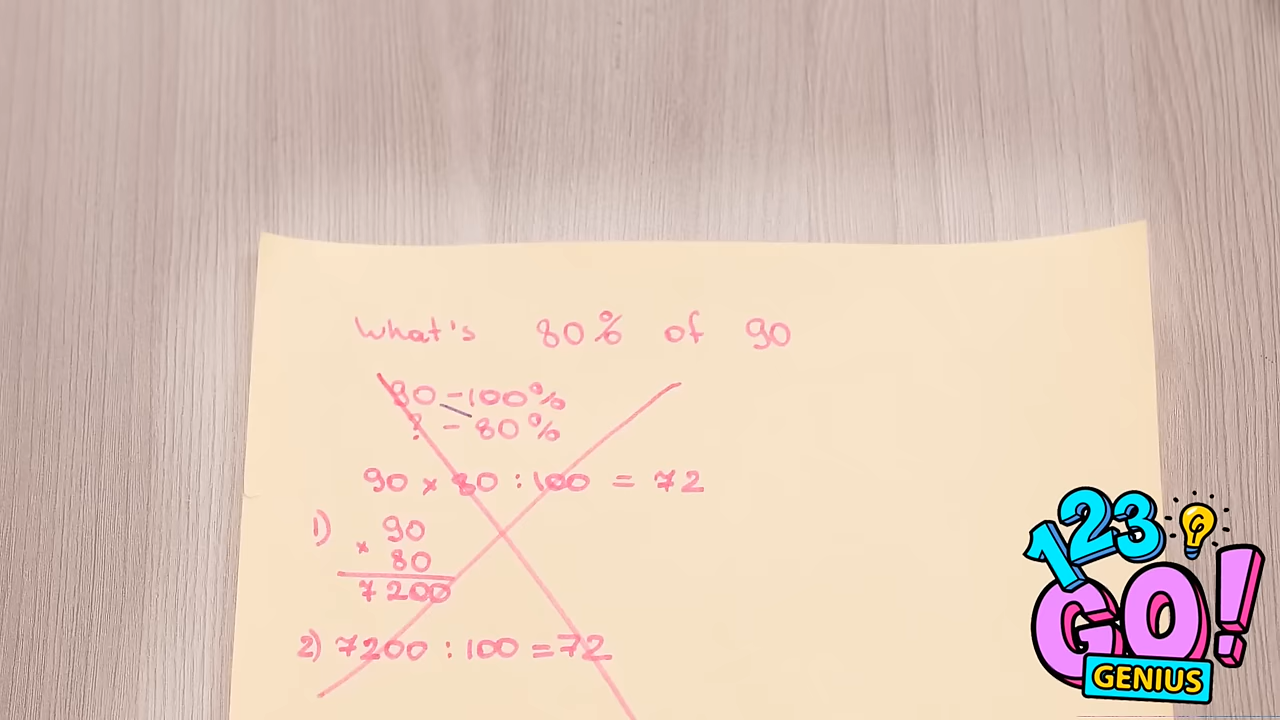 What's 80% of 90
90 - 100%
? - 80%
90 x 80 : 100 = 72
1) 90
x 80
7200
2) 7200 : 100 = 72
123
GO!
GENIUS